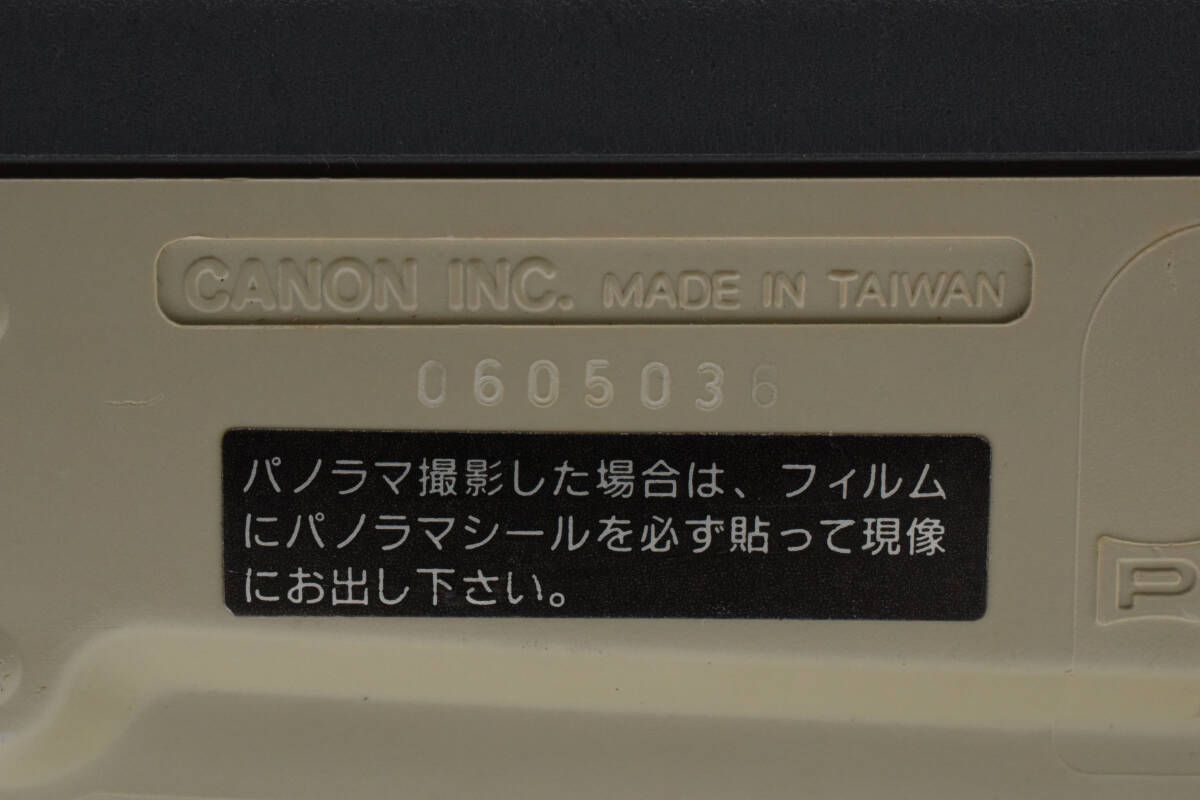 CANON INC. MADE IN TAIWAN
0605036
パノラマ撮影した場合は、フィルム
にパノラマシールを必ず貼って現像
にお出し下さい。
P